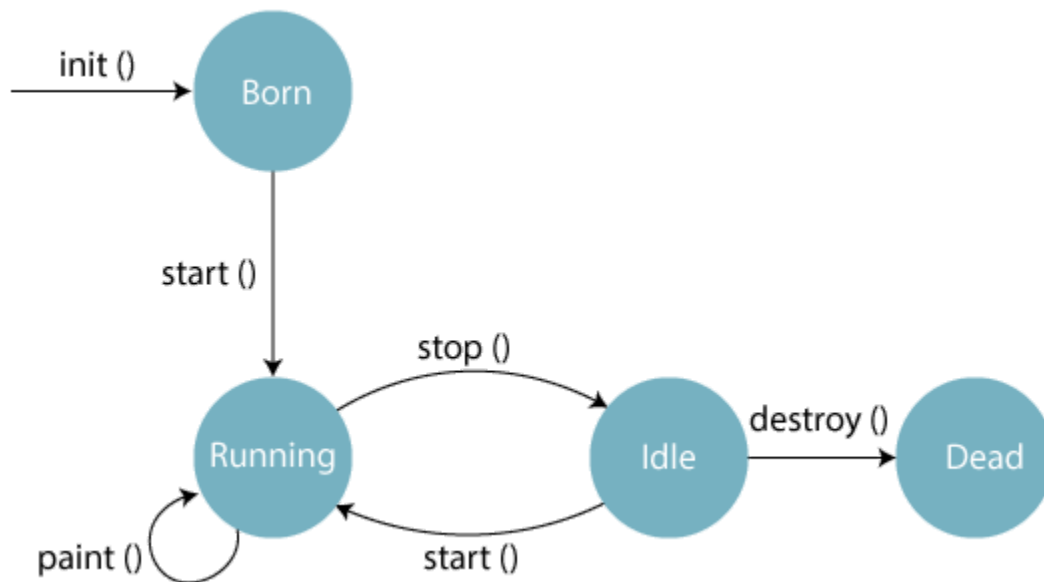 init ()
Born
start ()
stop ()
Running
Idle
destroy ()
Dead
paint ()
start ()